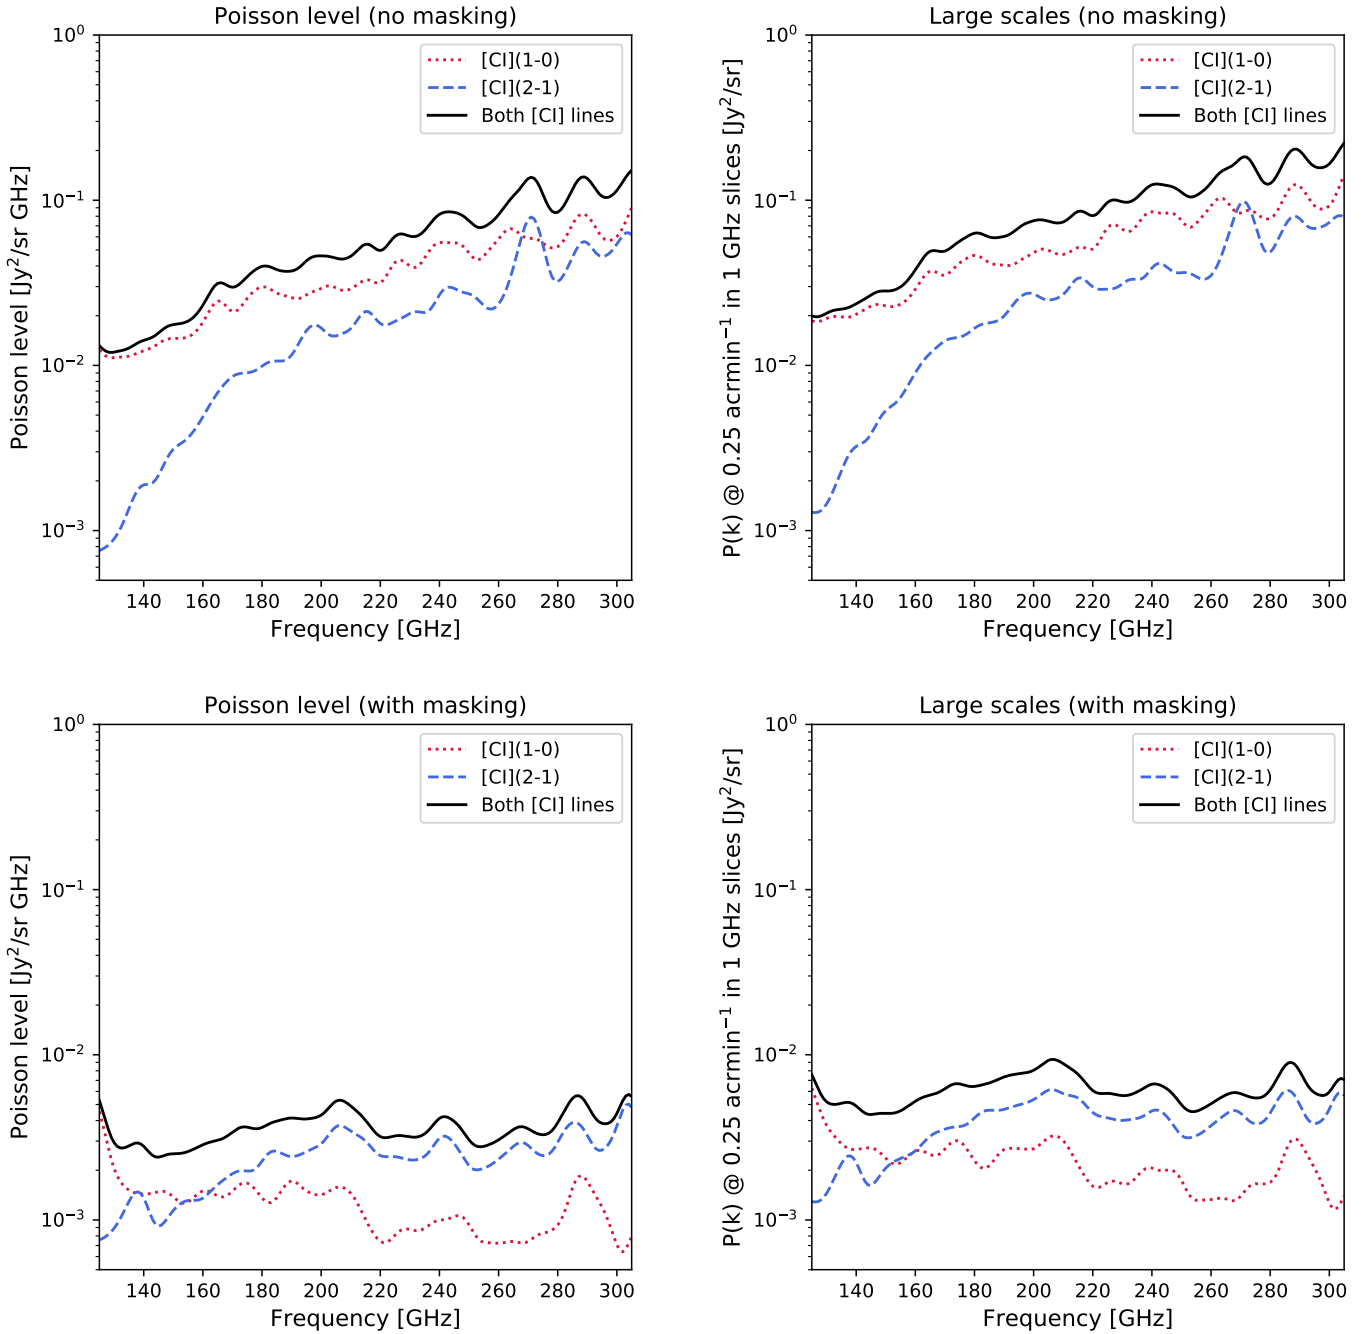 Poisson level (no masking)
Poisson level [Jy²/sr GHz]
10⁰
10⁻¹
10⁻²
10⁻³
[CI](1-0)
[CI](2-1)
Both [CI] lines
140 160 180 200 220 240 260 280 300
Frequency [GHz]
Large scales (no masking)
P(k) @ 0.25 acrmin⁻¹ in 1 GHz slices [Jy²/sr]
10⁰
10⁻¹
10⁻²
10⁻³
[CI](1-0)
[CI](2-1)
Both [CI] lines
140 160 180 200 220 240 260 280 300
Frequency [GHz]
Poisson level (with masking)
Poisson level [Jy²/sr GHz]
10⁰
10⁻¹
10⁻²
10⁻³
[CI](1-0)
[CI](2-1)
Both [CI] lines
140 160 180 200 220 240 260 280 300
Frequency [GHz]
Large scales (with masking)
P(k) @ 0.25 acrmin⁻¹ in 1 GHz slices [Jy²/sr]
10⁰
10⁻¹
10⁻²
10⁻³
[CI](1-0)
[CI](2-1)
Both [CI] lines
140 160 180 200 220 240 260 280 300
Frequency [GHz]